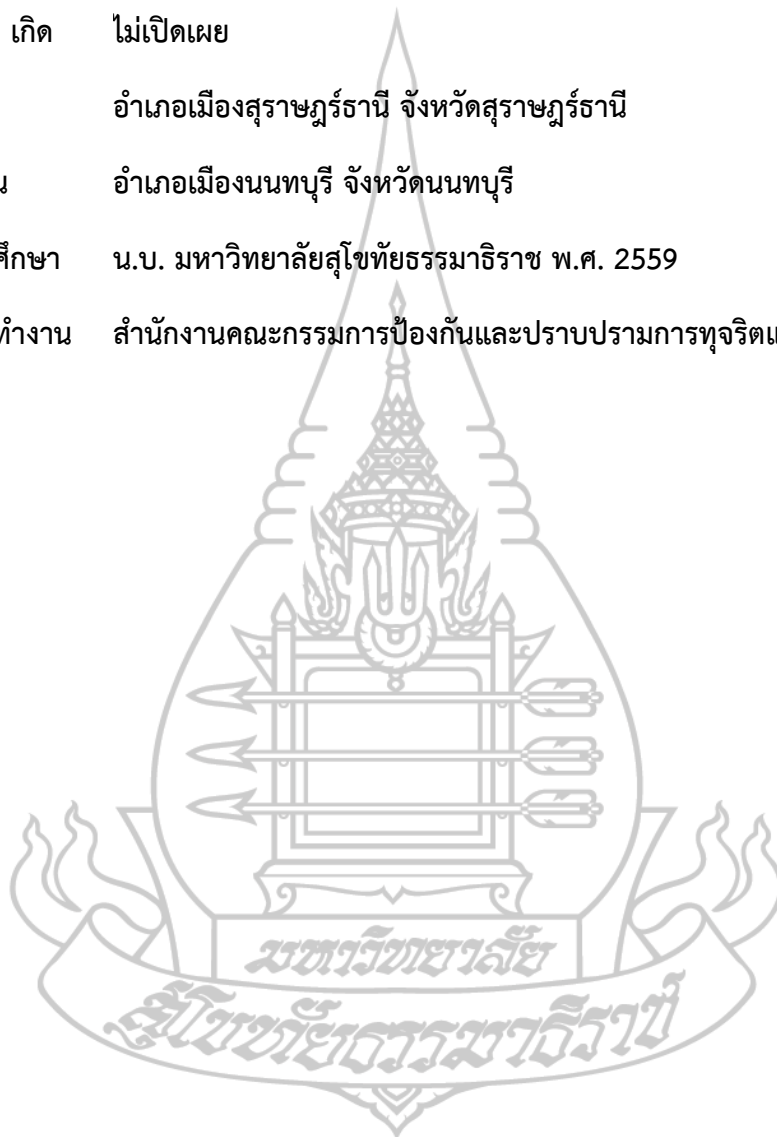 เกิด ไม่เปิดเผย
อำเภอเมืองสุราษฎร์ธานี จังหวัดสุราษฎร์ธานี
อำเภอเมืองนนทบุรี จังหวัดนนทบุรี
ศึกษา น.บ. มหาวิทยาลัยสุโขทัยธรรมาธิราช พ.ศ. 2559
ทำงาน สำนักงานคณะกรรมการป้องกันและปราบปรามการทุจริต
มหาวิทยาลัย
สุโขทัยธรรมาธิราช